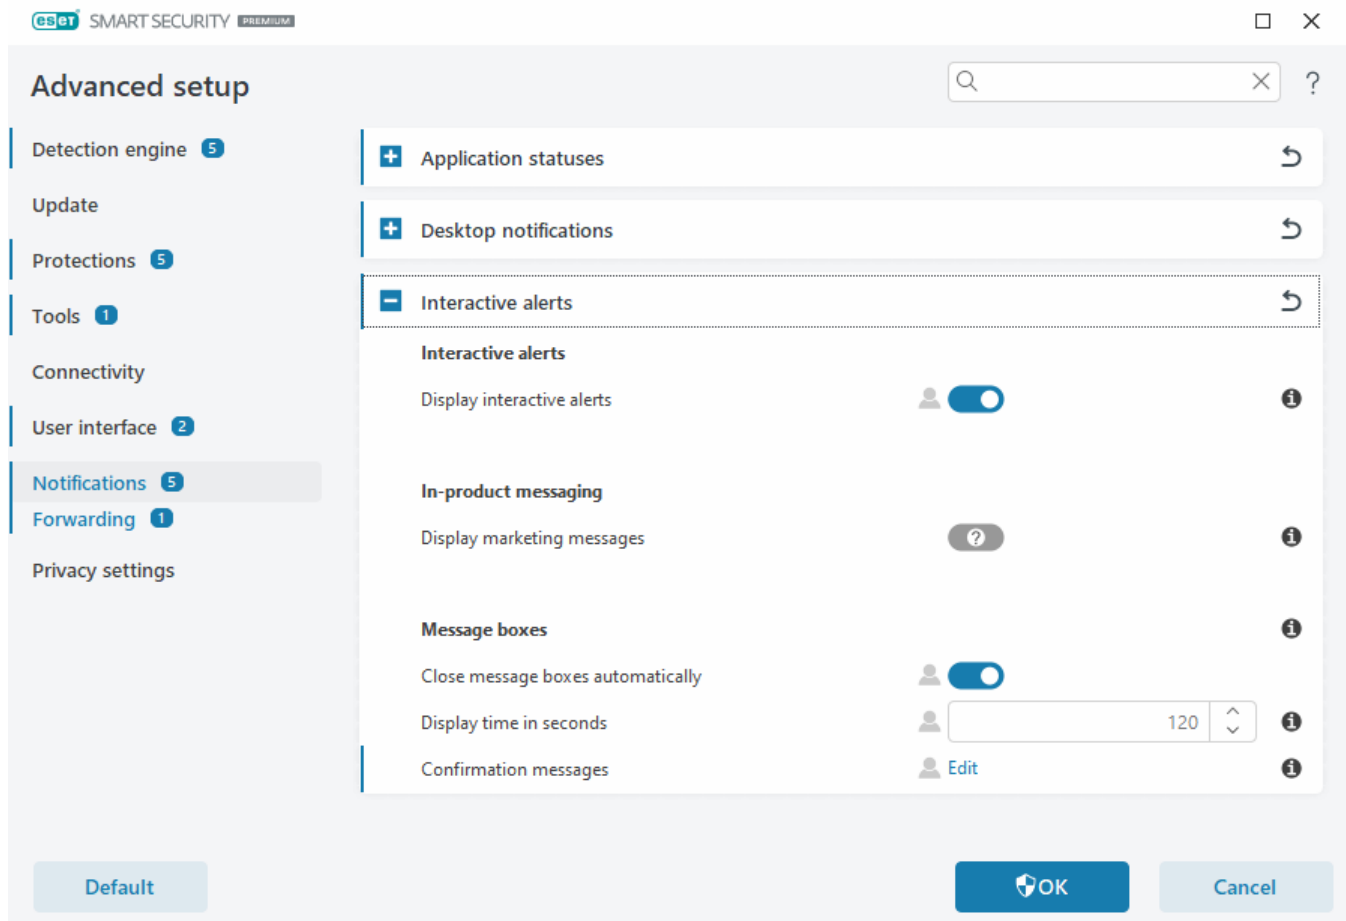 eset SMART SECURITY PREMIUM
Advanced setup
?
Detection engine 5
Update
Protections 5
Tools 1
Connectivity
User interface 2
Notifications 5
Forwarding 1
Privacy settings
Application statuses
Desktop notifications
Interactive alerts
Interactive alerts
Display interactive alerts
In-product messaging
Display marketing messages ?
Message boxes
Close message boxes automatically
Display time in seconds 120
Confirmation messages Edit
Default
OK
Cancel